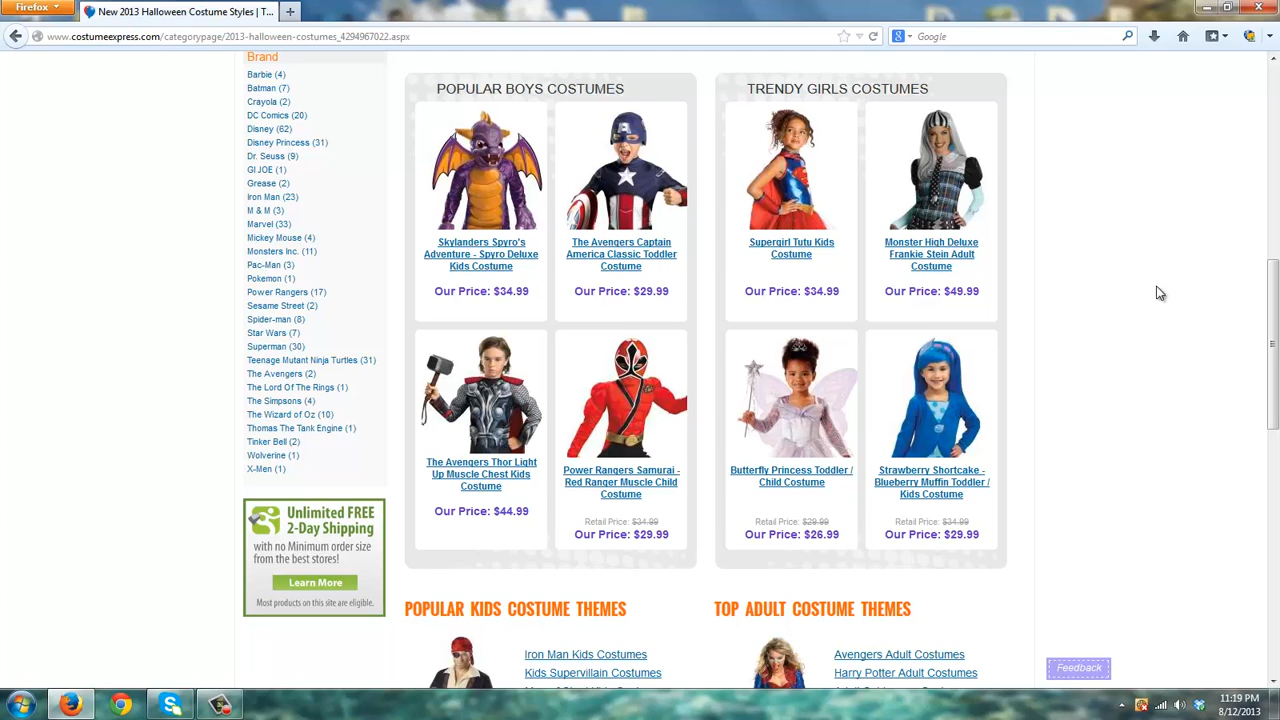 Firefox
New 2013 Halloween Costume Styles | T...
www.costumeexpress.com/categorypage/2013-halloween-costumes_4294967022.aspx
Google
Brand
Barbie (4)
Batman (7)
Crayola (2)
DC Comics (20)
Disney (62)
Disney Princess (31)
Dr. Seuss (9)
GI JOE (1)
Grease (2)
Iron Man (23)
M & M (3)
Marvel (33)
Mickey Mouse (4)
Monsters Inc. (11)
Pac-Man (3)
Pokemon (1)
Power Rangers (17)
Sesame Street (2)
Spider-man (8)
Star Wars (7)
Superman (30)
Teenage Mutant Ninja Turtles (31)
The Avengers (2)
The Lord Of The Rings (1)
The Simpsons (4)
The Wizard of Oz (10)
Thomas The Tank Engine (1)
Tinker Bell (2)
Wolverine (1)
X-Men (1)
Unlimited FREE
2-Day Shipping
with no Minimum order size
from the best stores!
Learn More
Most products on this site are eligible.
POPULAR BOYS COSTUMES
Skylanders Spyro's
Adventure - Spyro Deluxe
Kids Costume
Our Price: $34.99
The Avengers Captain
America Classic Toddler
Costume
Our Price: $29.99
The Avengers Thor Light
Up Muscle Chest Kids
Costume
Our Price: $44.99
Power Rangers Samurai -
Red Ranger Muscle Child
Costume
Retail Price: $34.99
Our Price: $29.99
TRENDY GIRLS COSTUMES
Supergirl Tutu Kids
Costume
Our Price: $34.99
Monster High Deluxe
Frankie Stein Adult
Costume
Our Price: $49.99
Butterfly Princess Toddler /
Child Costume
Retail Price: $29.99
Our Price: $26.99
Strawberry Shortcake -
Blueberry Muffin Toddler /
Kids Costume
Retail Price: $34.99
Our Price: $29.99
POPULAR KIDS COSTUME THEMES
Iron Man Kids Costumes
Kids Supervillain Costumes
TOP ADULT COSTUME THEMES
Avengers Adult Costumes
Harry Potter Adult Costumes
Feedback
11:19 PM
8/12/2013